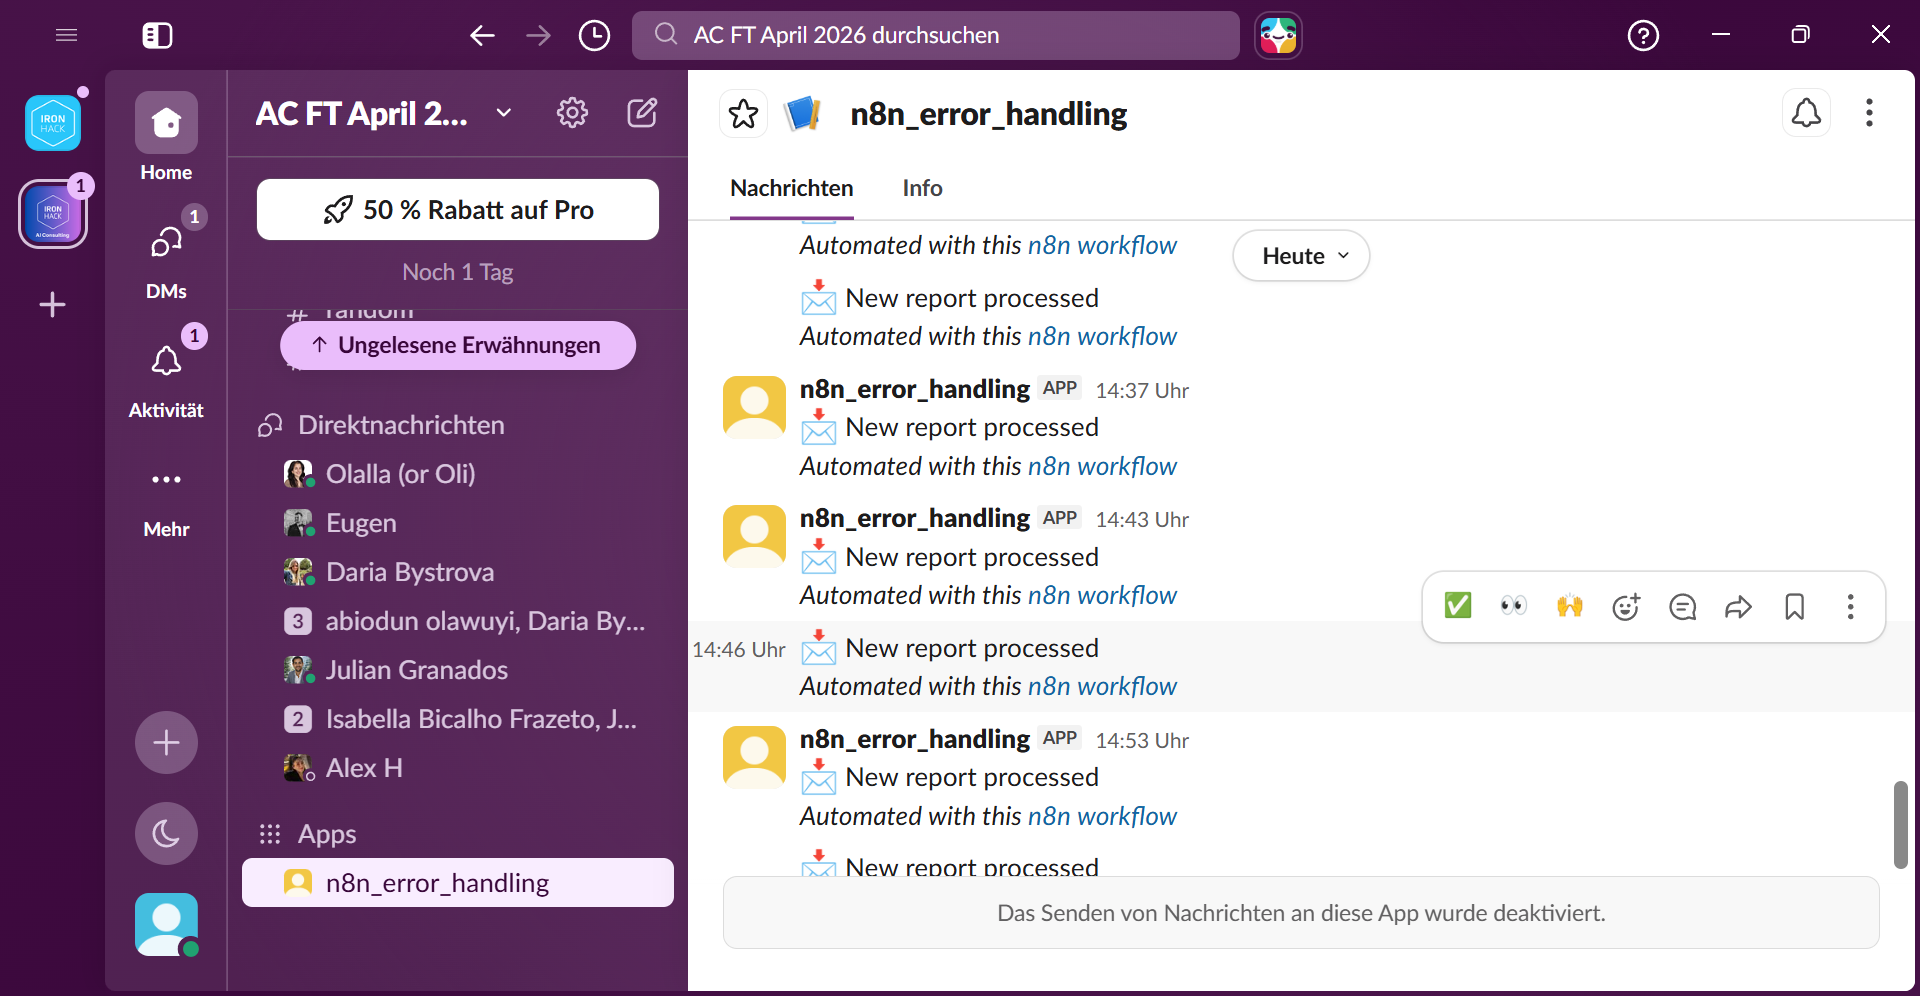 AC FT April 2026 durchsuchen
IRON
HACK
1
IRON
HACK
AI Consulting
Home
1
DMs
1
Aktivität
Mehr
AC FT April 2...
50 % Rabatt auf Pro
Noch 1 Tag
# random
Ungelesene Erwähnungen
Direktnachrichten
Olalla (or Oli)
Eugen
Daria Bystrova
3 abiodun olawuyi, Daria By...
Julian Granados
2 Isabella Bicalho Frazeto, J...
Alex H
Apps
n8n_error_handling
n8n_error_handling
Nachrichten Info
Heute
Automated with this n8n workflow
New report processed
Automated with this n8n workflow
n8n_error_handling APP 14:37 Uhr
New report processed
Automated with this n8n workflow
n8n_error_handling APP 14:43 Uhr
New report processed
Automated with this n8n workflow
14:46 Uhr New report processed
Automated with this n8n workflow
n8n_error_handling APP 14:53 Uhr
New report processed
Automated with this n8n workflow
New report processed
Das Senden von Nachrichten an diese App wurde deaktiviert.